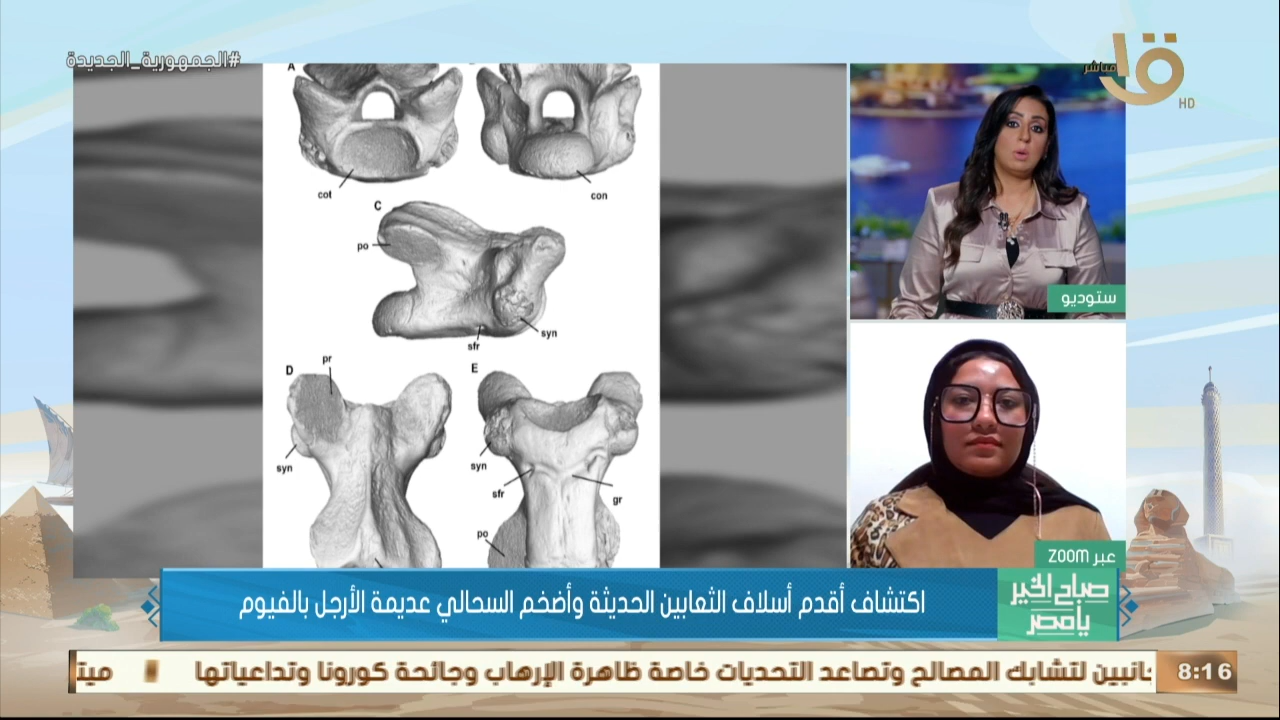 #الجمهورية_الجديدة
مباشر
HD
A
cot
con
C
po
sfr
syn
D
pr
syn
E
syn
sfr
gr
po
ستوديو
عبر ZOOM
صباح الخير
يا مصر
اكتشاف أقدم أسلاف الثعابين الحديثة وأضخم السحالي عديمة الأرجل بالفيوم
لتشابك المصالح وتصاعد التحديات خاصة ظاهرة الإرهاب وجائحة كورونا وتداعياتها
8:16